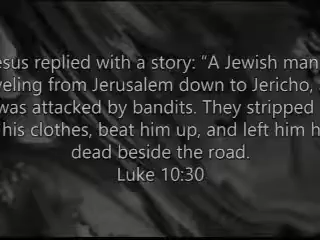 esus replied with a story: “A Jewish man
veling from Jerusalem down to Jericho,
was attacked by bandits. They stripped
his clothes, beat him up, and left him h
dead beside the road.
Luke 10:30